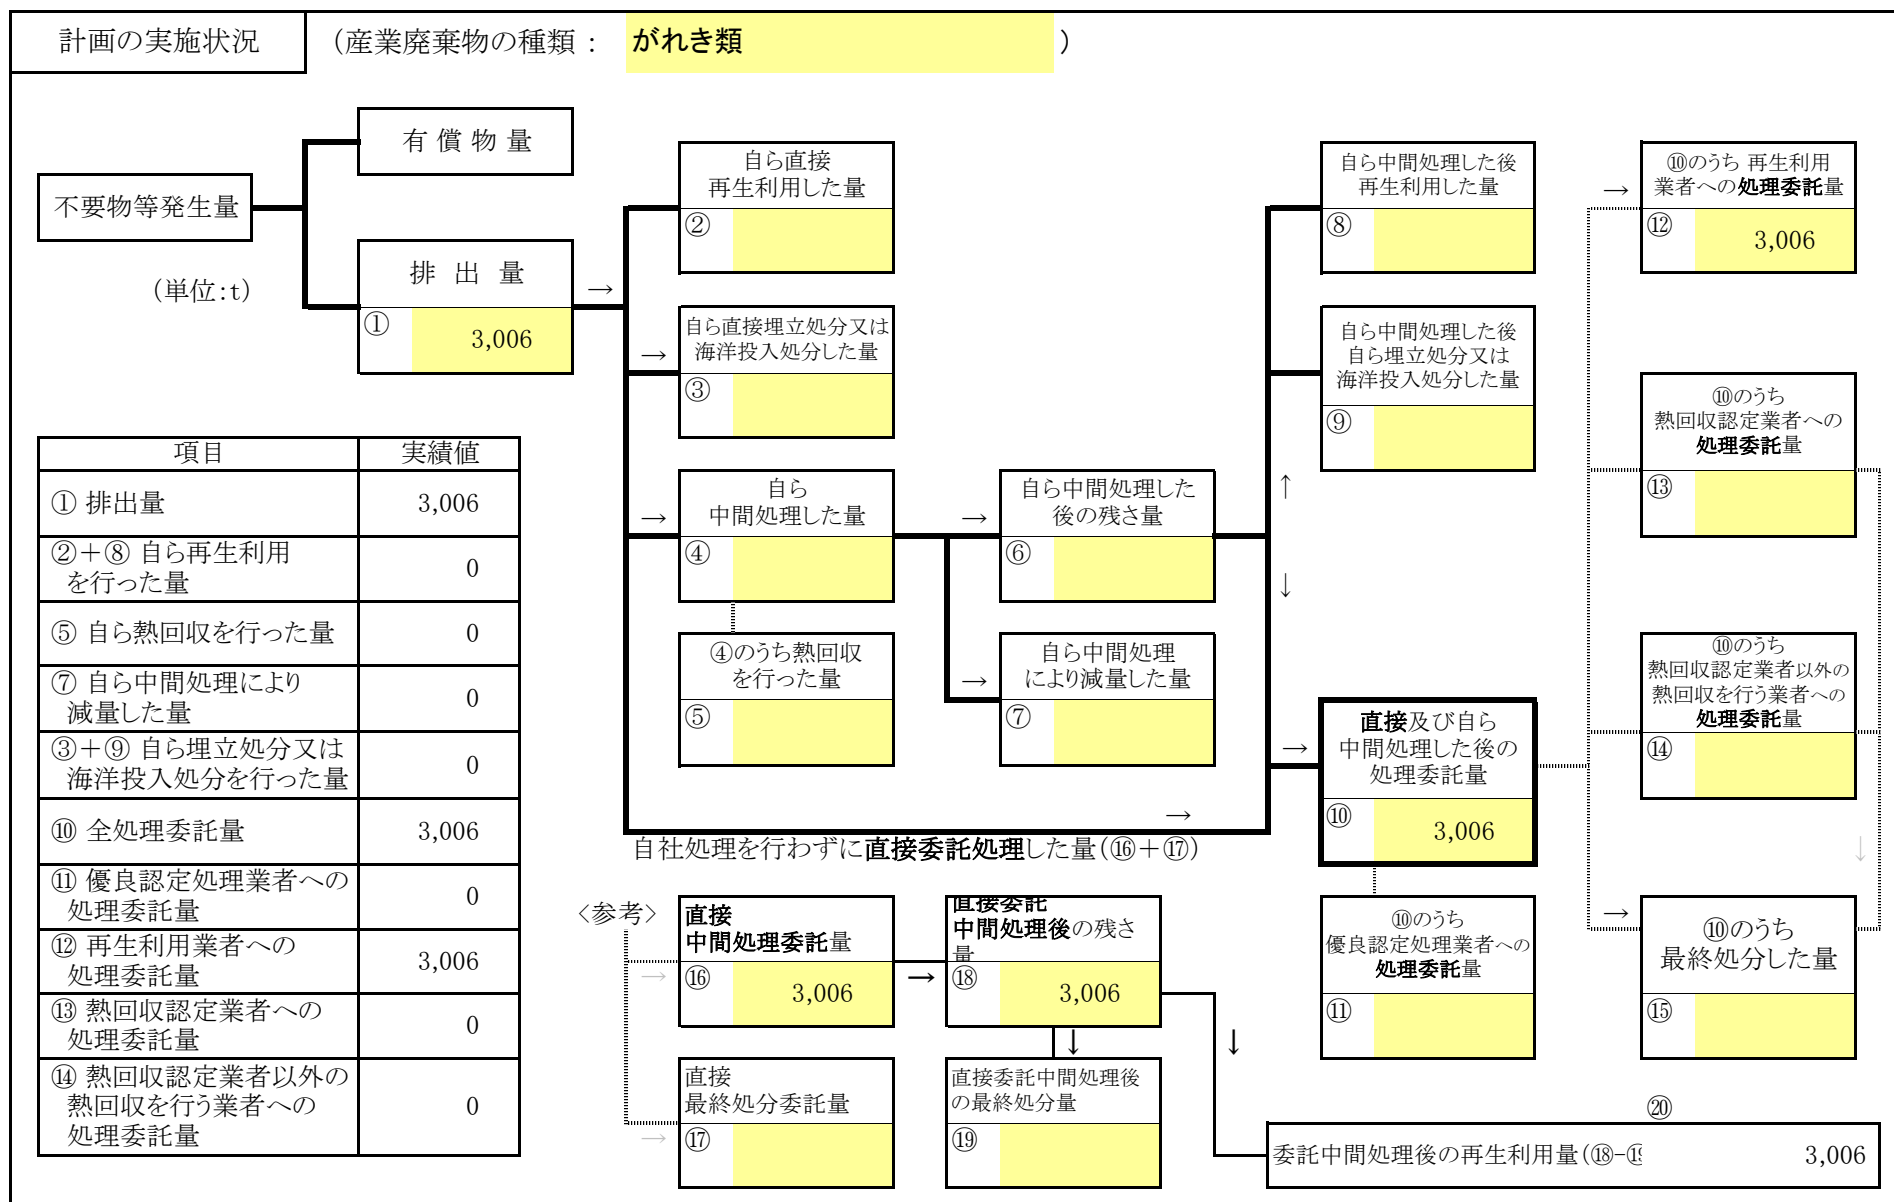 計画の実施状況
（産業廃棄物の種類： がれき類 ）
有償物量
不要物等発生量
排出量
→
① 3,006
（単位：t）
自ら直接
再生利用した量
②
自ら直接埋立処分又は
→ 海洋投入処分した量
③
自ら
→ 中間処理した量
④
④のうち熱回収
を行った量
⑤
自ら中間処理した
→ 後の残さ量
⑥
自ら中間処理
→ により減量した量
⑦
自ら中間処理した後
再生利用した量
⑧
自ら中間処理した後
自ら埋立処分又は
海洋投入処分した量
⑨
↑
↓
直接及び自ら
→ 中間処理した後の
処理委託量
⑩ 3,006
⑩のうち
優良認定処理業者への
処理委託量
⑪
⑩のうち 再生利用
→ 業者への処理委託量
⑫ 3,006
⑩のうち
熱回収認定業者への
処理委託量
⑬
⑩のうち
熱回収認定業者以外の
熱回収を行う業者への
処理委託量
⑭
↓
→ ⑩のうち
最終処分した量
⑮
→
自社処理を行わずに直接委託処理した量（⑯＋⑰）
〈参考〉
直接
中間処理委託量
→ ⑯ 3,006
直接委託
中間処理後の残さ
量
→ ⑱ 3,006
↓
↓
直接
最終処分委託量
→ ⑰
直接委託中間処理後
の最終処分量
⑲
⑳
委託中間処理後の再生利用量（⑱-⑲ 3,006
項目 実績値
① 排出量 3,006
②＋⑧ 自ら再生利用
を行った量 0
⑤ 自ら熱回収を行った量 0
⑦ 自ら中間処理により
減量した量 0
③＋⑨ 自ら埋立処分又は
海洋投入処分を行った量 0
⑩ 全処理委託量 3,006
⑪ 優良認定処理業者への
処理委託量 0
⑫ 再生利用業者への
処理委託量 3,006
⑬ 熱回収認定業者への
処理委託量 0
⑭ 熱回収認定業者以外の
熱回収を行う業者への
処理委託量 0